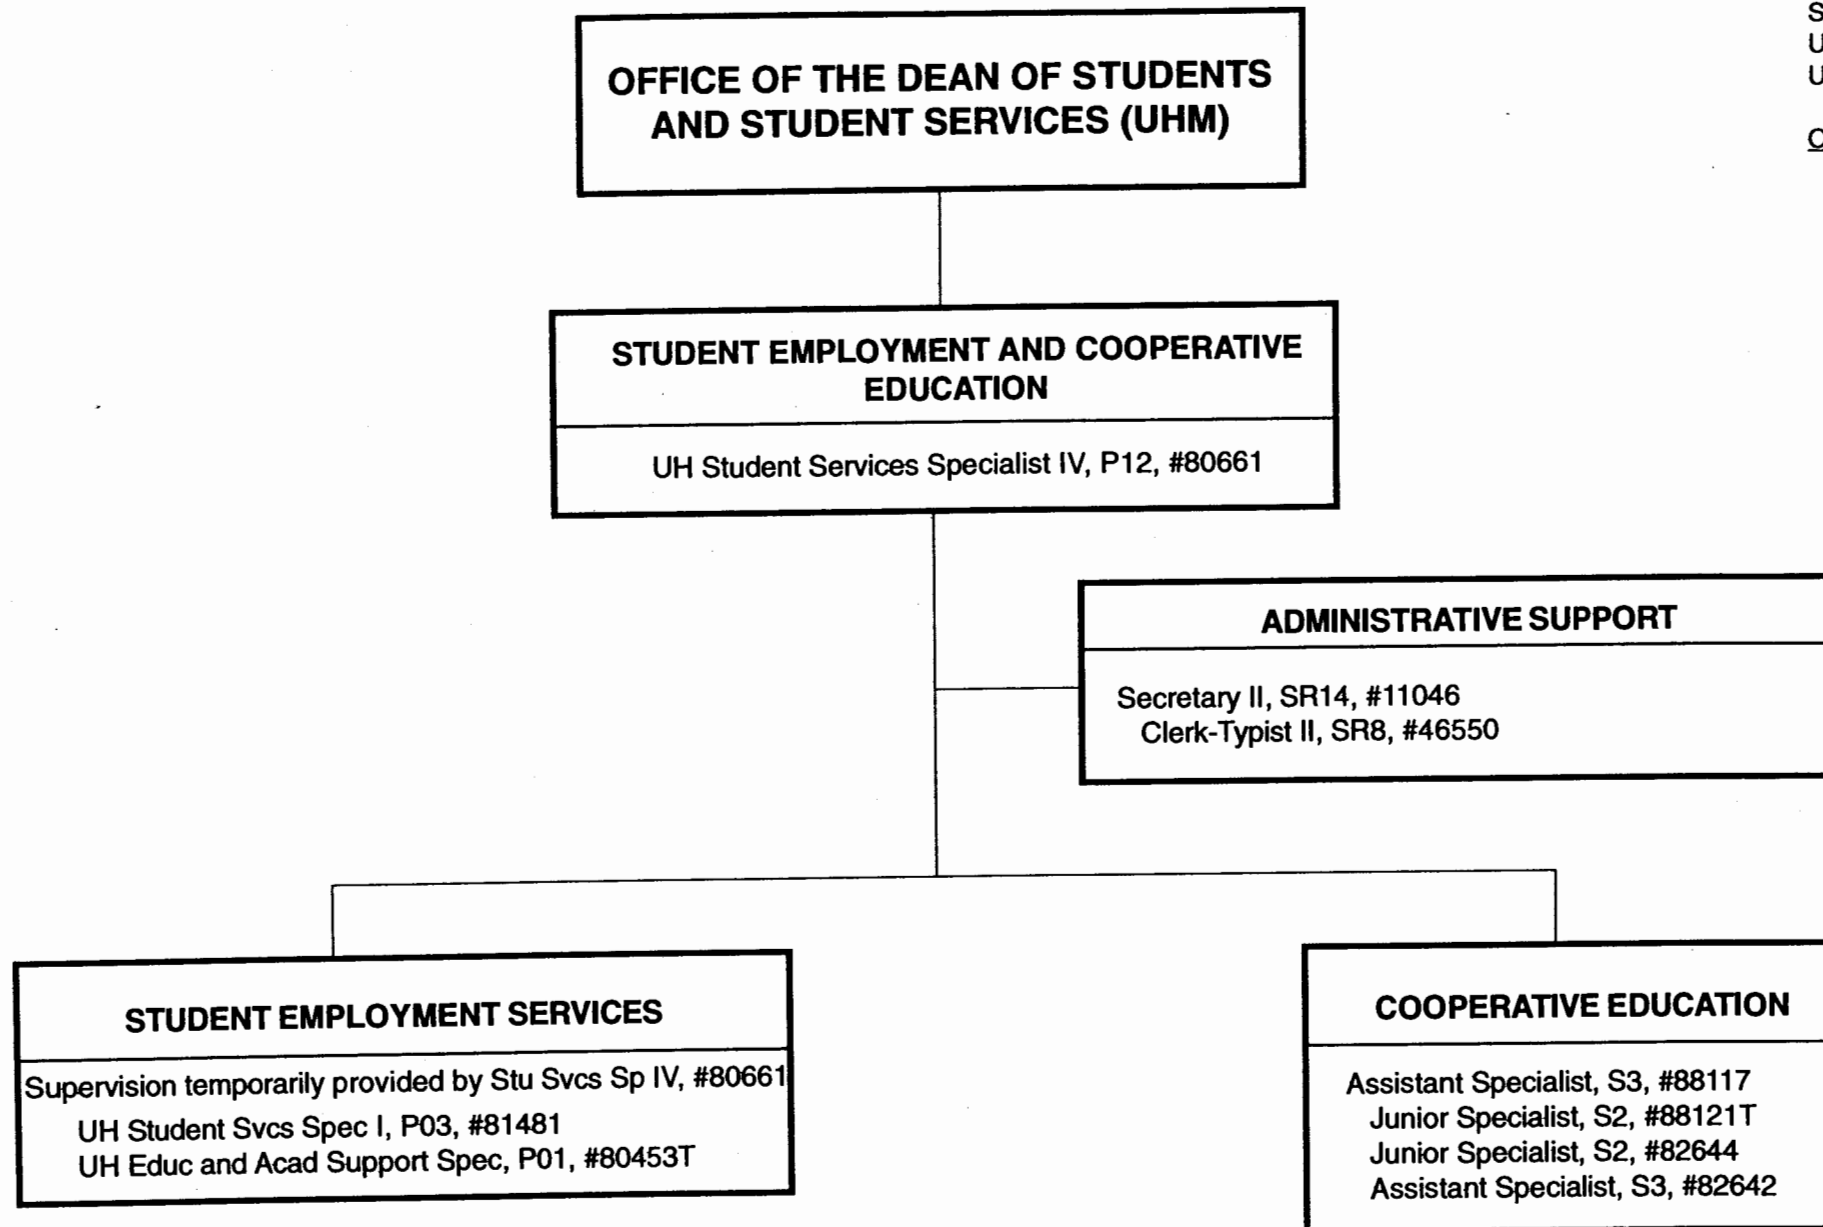 OFFICE OF THE DEAN OF STUDENTS
AND STUDENT SERVICES (UHM)
STUDENT EMPLOYMENT AND COOPERATIVE
EDUCATION
UH Student Services Specialist IV, P12, #80661
ADMINISTRATIVE SUPPORT
Secretary II, SR14, #11046
Clerk-Typist II, SR8, #46550
STUDENT EMPLOYMENT SERVICES
Supervision temporarily provided by Stu Svcs Sp IV, #80661
UH Student Svcs Spec I, P03, #81481
UH Educ and Acad Support Spec, P01, #80453T
COOPERATIVE EDUCATION
Assistant Specialist, S3, #88117
Junior Specialist, S2, #88121T
Junior Specialist, S2, #82644
Assistant Specialist, S3, #82642